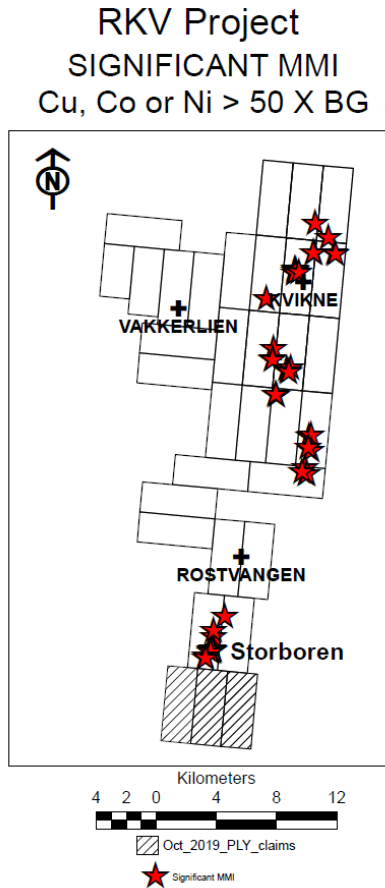 RKV Project
SIGNIFICANT MMI
Cu, Co or Ni > 50 X BG
N
KVIKNE
VAKKERLIEN
ROSTVANGEN
Storboren
Kilometers
4 2 0 4 8 12
Oct_2019_PLY_claims
Significant MMI